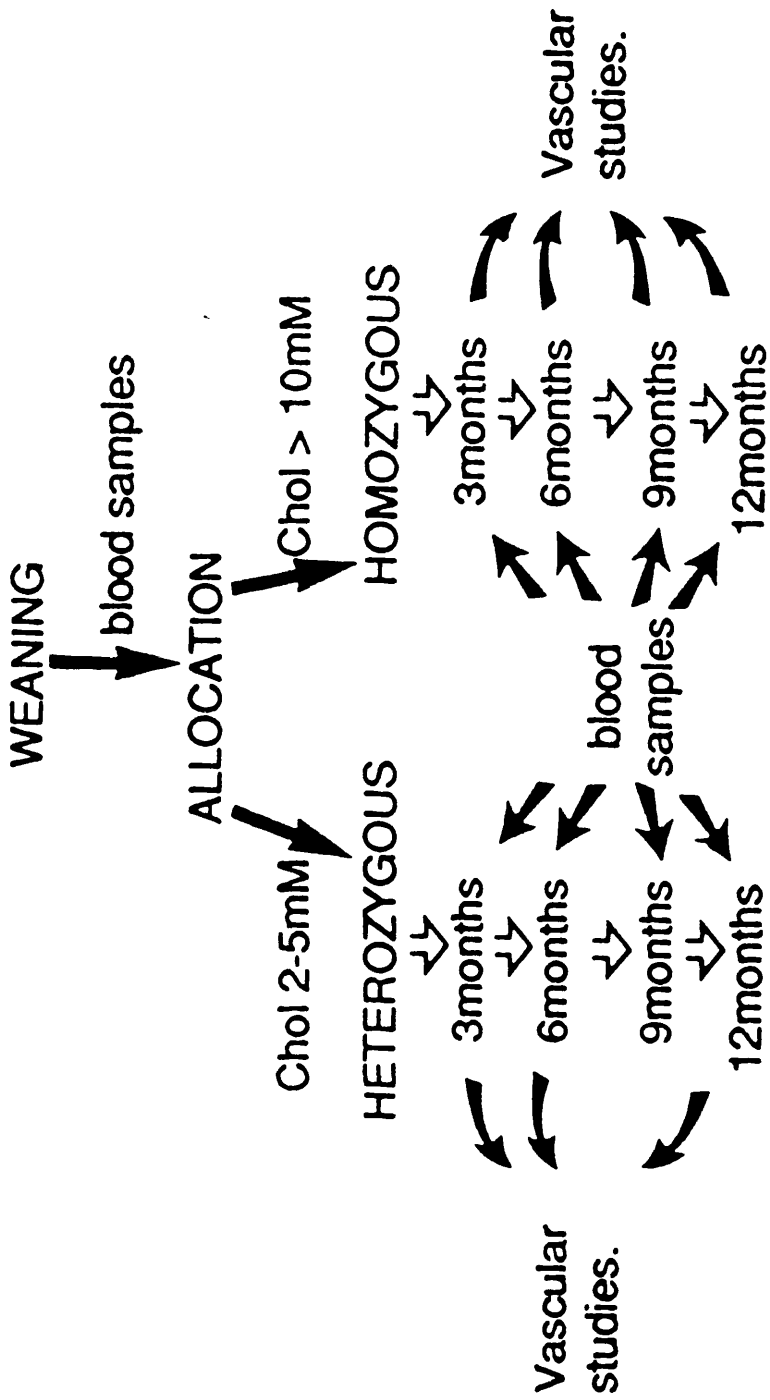 WEANING
blood samples
ALLOCATION
Chol 2-5mM
Chol > 10mM
HETEROZYGOUS
HOMOZYGOUS
3months
6months
9months
12months
3months
6months
9months
12months
blood
samples
Vascular
studies.
Vascular
studies.